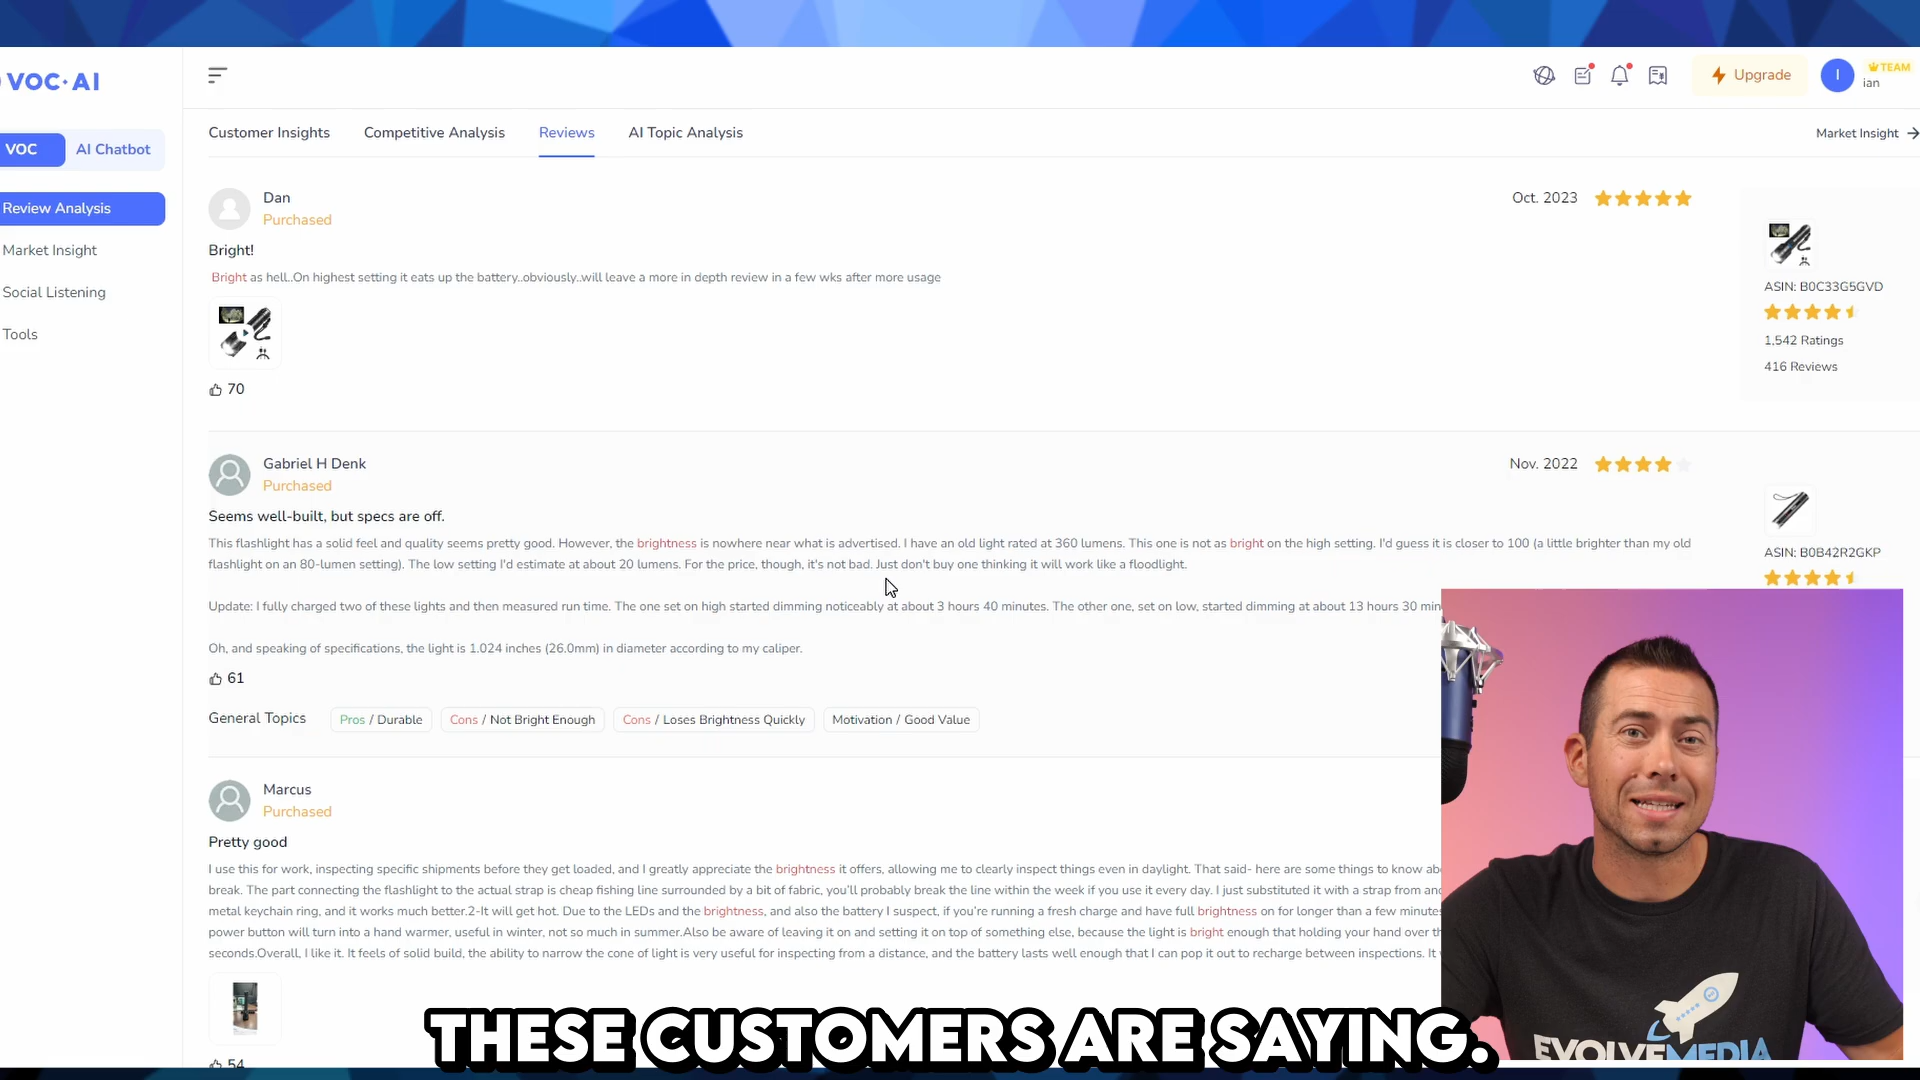 VOC·AI
Upgrade
I
TEAM
ian
VOC
AI Chatbot
Customer Insights
Competitive Analysis
Reviews
AI Topic Analysis
Market Insight
Review Analysis
Market Insight
Social Listening
Tools
Dan
Purchased
Oct. 2023
Bright!
Bright as hell..On highest setting it eats up the battery..obviously..will leave a more in depth review in a few wks after more usage
70
ASIN: B0C33G5GVD
1,542 Ratings
416 Reviews
Gabriel H Denk
Purchased
Nov. 2022
Seems well-built, but specs are off.
This flashlight has a solid feel and quality seems pretty good. However, the brightness is nowhere near what is advertised. I have an old light rated at 360 lumens. This one is not as bright on the high setting. I'd guess it is closer to 100 (a little brighter than my old
flashlight on an 80-lumen setting). The low setting I'd estimate at about 20 lumens. For the price, though, it's not bad. Just don't buy one thinking it will work like a floodlight.
Update: I fully charged two of these lights and then measured run time. The one set on high started dimming noticeably at about 3 hours 40 minutes. The other one, set on low, started dimming at about 13 hours 30 min
Oh, and speaking of specifications, the light is 1.024 inches (26.0mm) in diameter according to my caliper.
61
General Topics
Pros / Durable
Cons / Not Bright Enough
Cons / Loses Brightness Quickly
Motivation / Good Value
ASIN: B0B42R2GKP
Marcus
Purchased
Pretty good
I use this for work, inspecting specific shipments before they get loaded, and I greatly appreciate the brightness it offers, allowing me to clearly inspect things even in daylight. That said- here are some things to know
break. The part connecting the flashlight to the actual strap is cheap fishing line surrounded by a bit of fabric, you'll probably break the line within the week if you use it every day. I just substituted it with a strap from
metal keychain ring, and it works much better.2-It will get hot. Due to the LEDs and the brightness, and also the battery I suspect, if you're running a fresh charge and have full brightness on for longer than a few minutes
power button will turn into a hand warmer, useful in winter, not so much in summer.Also be aware of leaving it on and setting it on top of something else, because the light is bright enough that holding your hand over
seconds.Overall, I like it. It feels of solid build, the ability to narrow the cone of light is very useful for inspecting from a distance, and the battery lasts well enough that I can pop it out to recharge between inspections. It
54
THESE CUSTOMERS ARE SAYING.
EVOLVEMEDIA